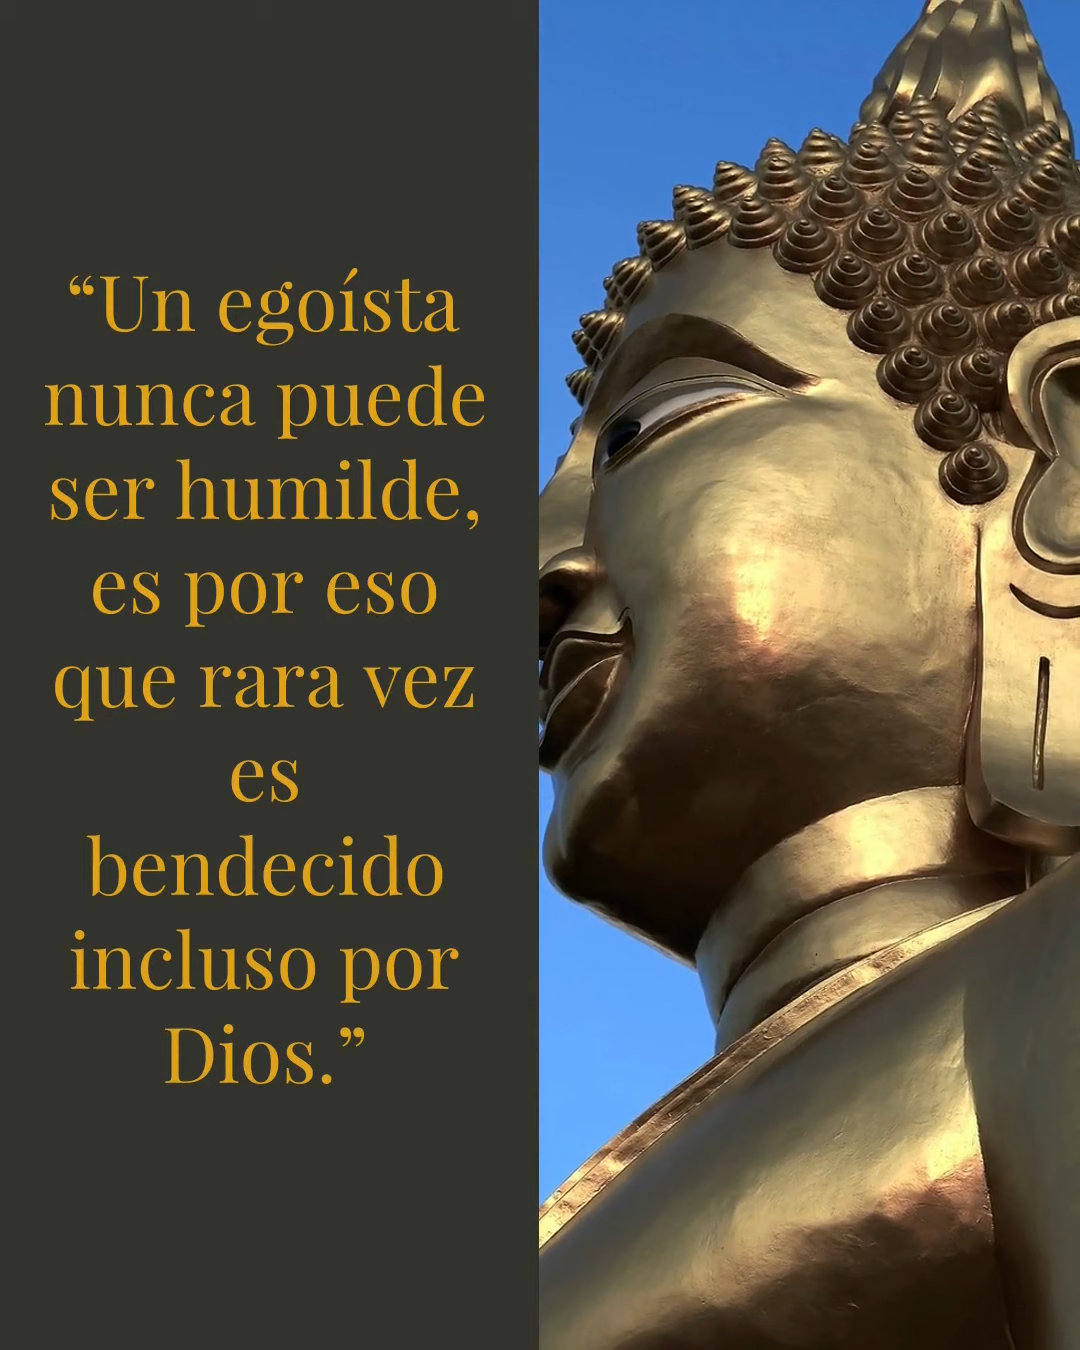 “Un egoísta
nunca puede
ser humilde,
es por eso
que rara vez
es
bendecido
incluso por
Dios.”